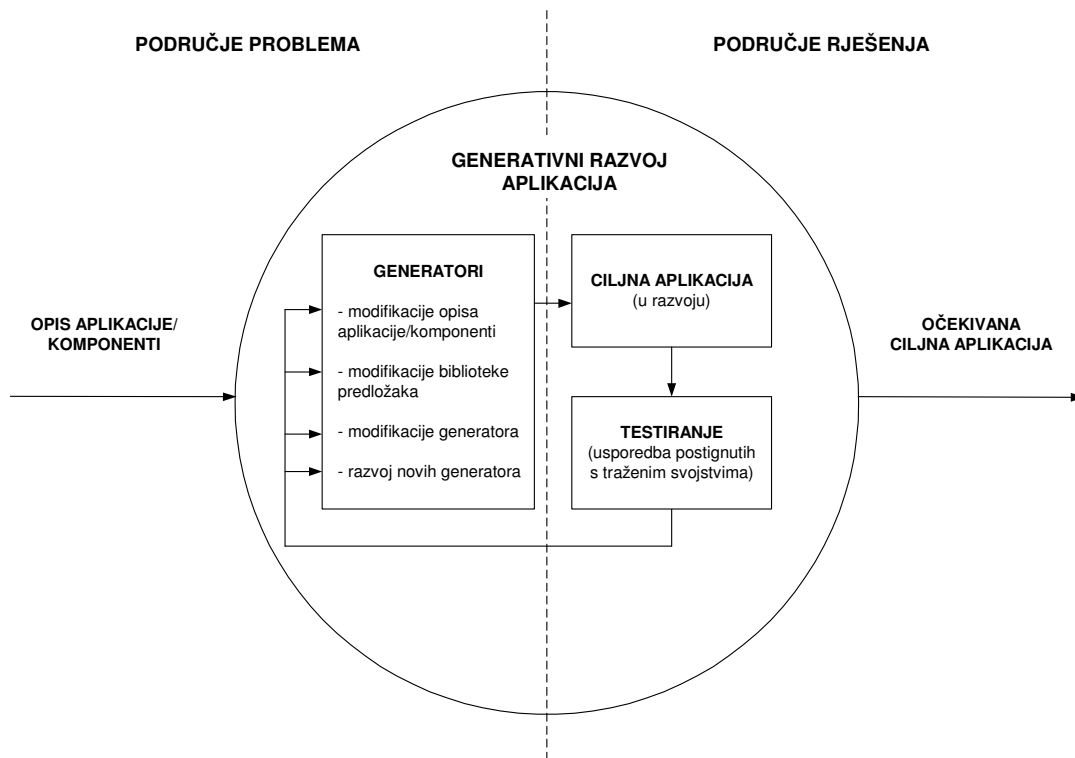 PODRUČJE PROBLEMA
PODRUČJE RJEŠENJA
GENERATIVNI RAZVOJ
APLIKACIJA
OPIS APLIKACIJE/
KOMPONENTI
GENERATORI
- modifikacije opisa
aplikacije/komponenti
- modifikacije biblioteke
predložaka
- modifikacije generatora
- razvoj novih generatora
CILJNA APLIKACIJA
(u razvoju)
TESTIRANJE
(usporedba postignutih
s traženim svojstvima)
OČEKIVANA
CILJNA APLIKACIJA